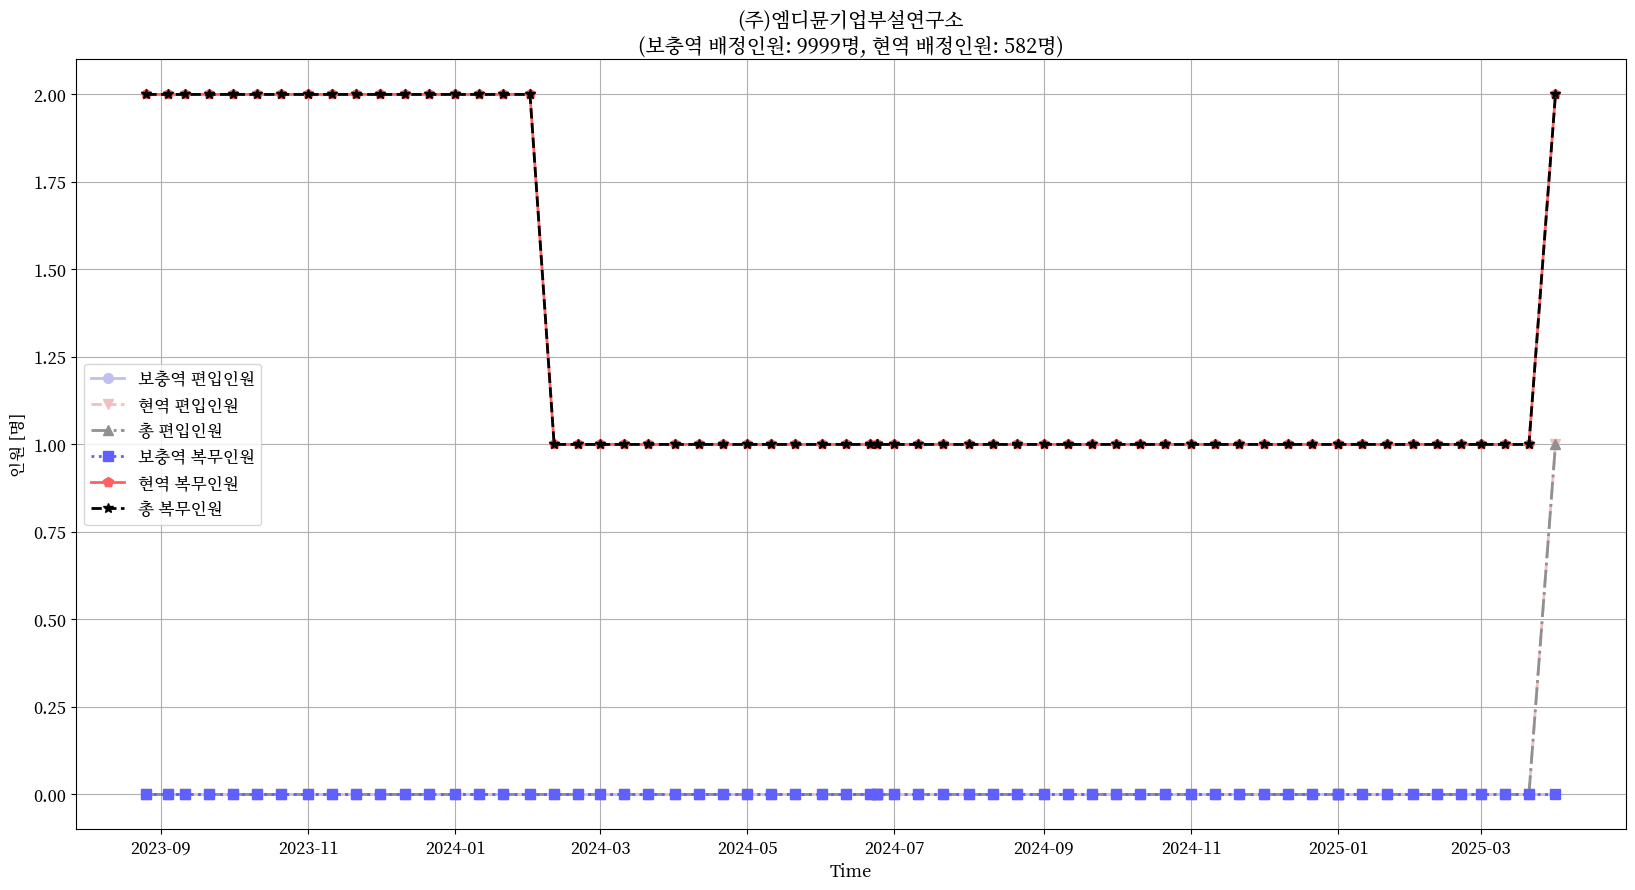 (주)엠디뮨기업부설연구소
(보충역 배정인원: 9999명, 현역 배정인원: 582명)
2.00
1.75
1.50
1.25
1.00
0.75
0.50
0.25
0.00
인원 [명]
보충역 편입인원
현역 편입인원
총 편입인원
보충역 복무인원
현역 복무인원
총 복무인원
2023-09
2023-11
2024-01
2024-03
2024-05
2024-07
2024-09
2024-11
2025-01
2025-03
Time